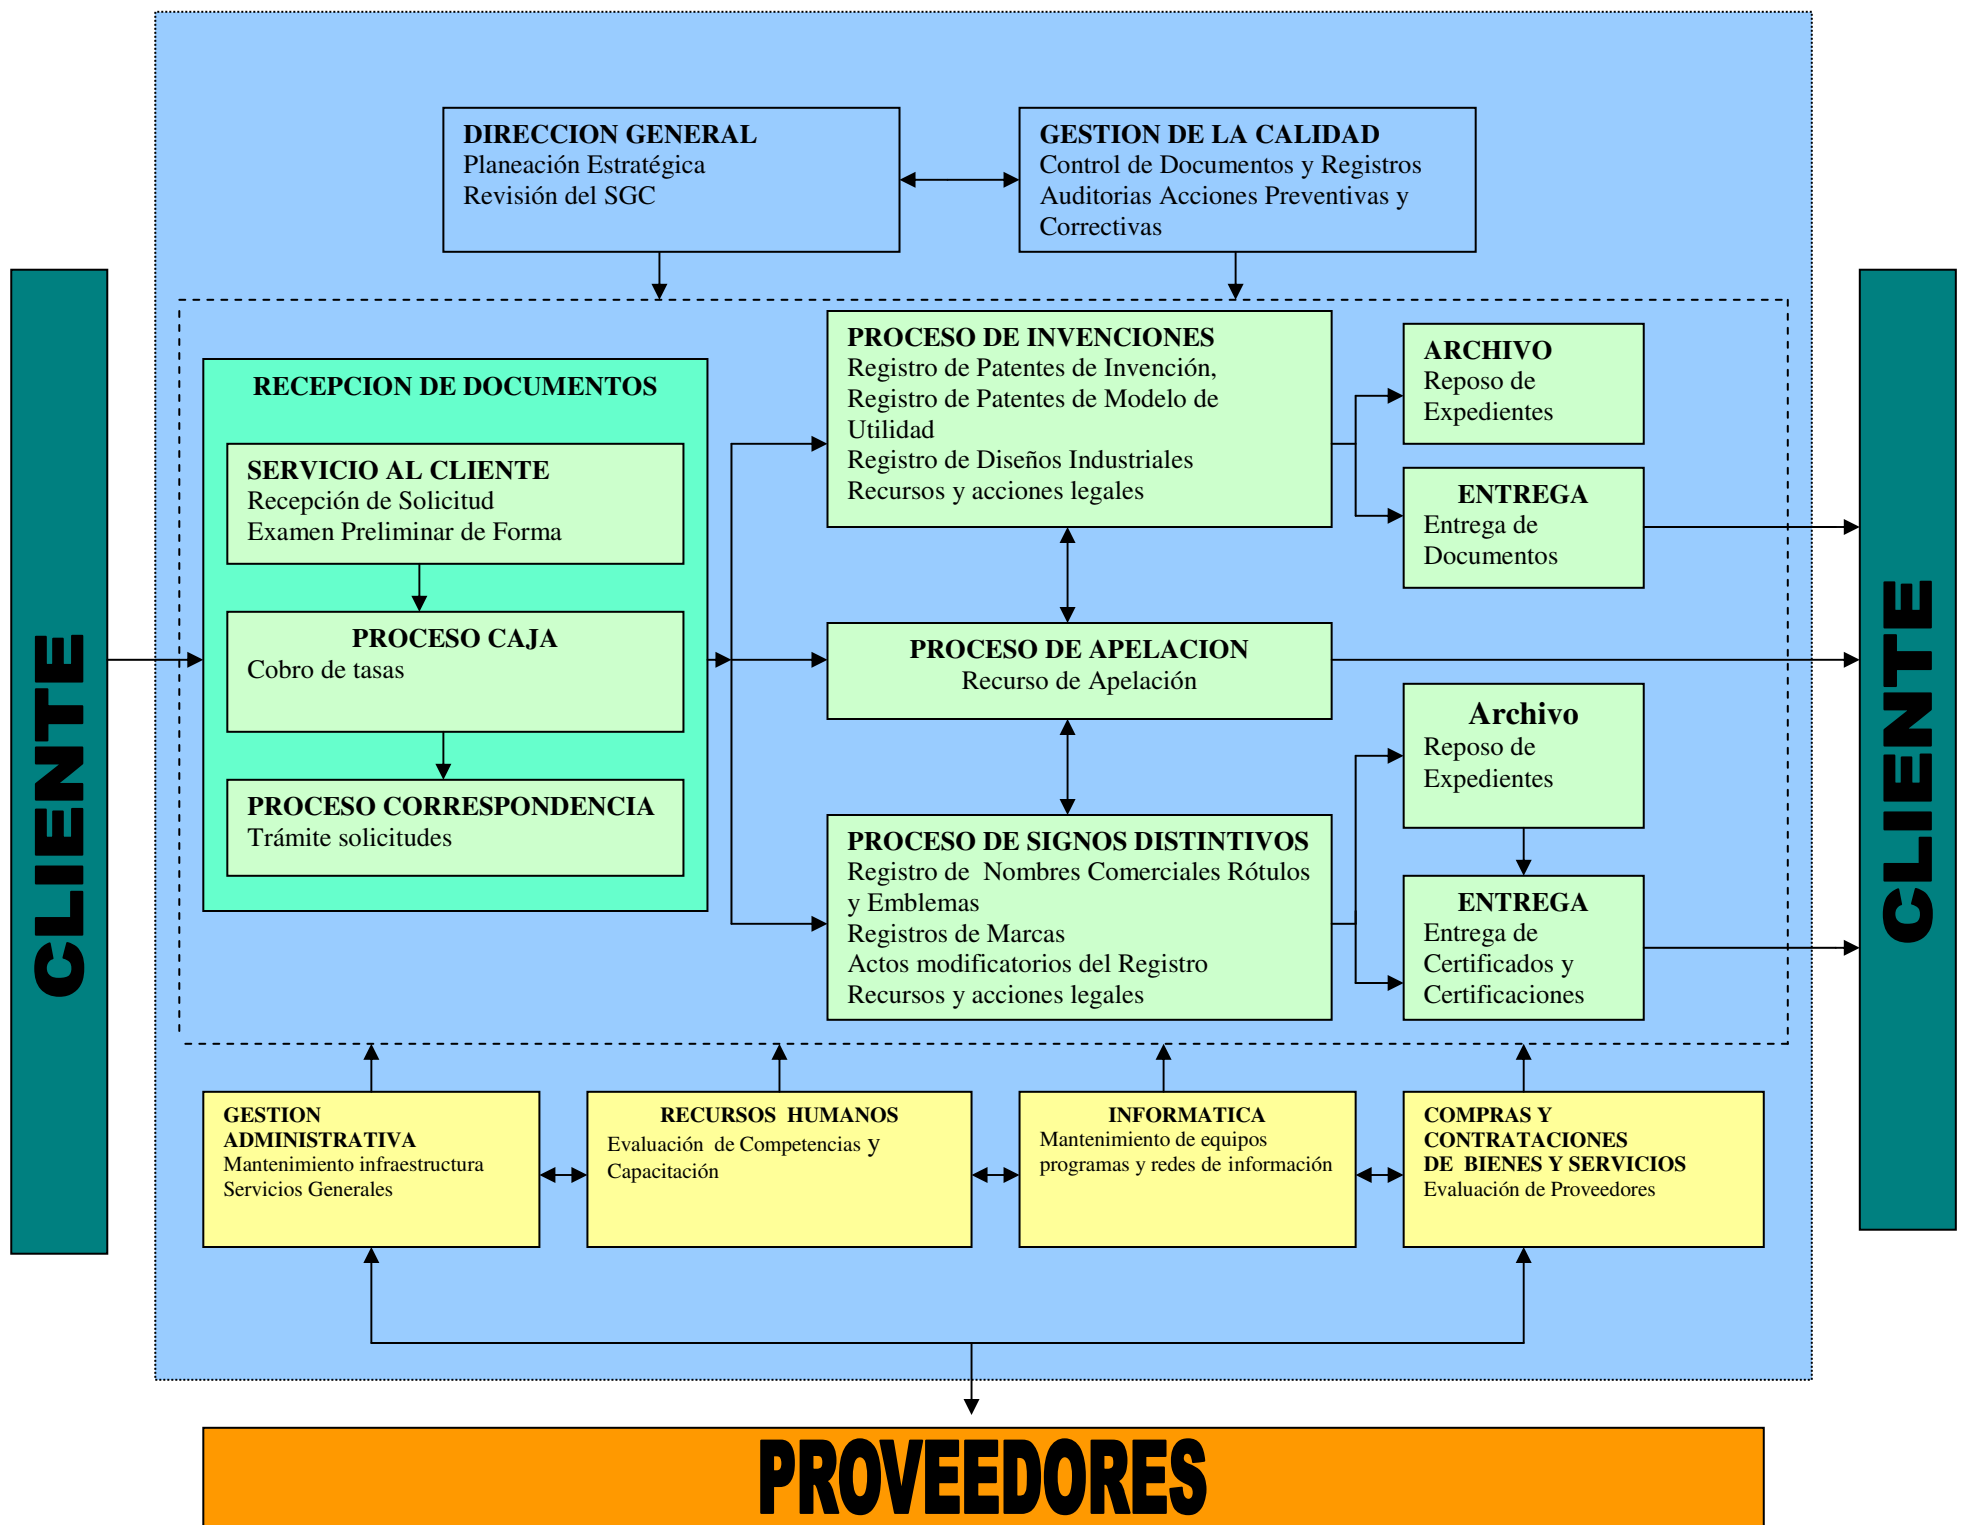 DIRECCION GENERAL
Planeación Estratégica
Revisión del SGC
GESTION DE LA CALIDAD
Control de Documentos y Registros
Auditorias Acciones Preventivas y
Correctivas
CLIENTE
RECEPCION DE DOCUMENTOS
SERVICIO AL CLIENTE
Recepción de Solicitud
Examen Preliminar de Forma
PROCESO CAJA
Cobro de tasas
PROCESO CORRESPONDENCIA
Trámite solicitudes
PROCESO DE INVENCIONES
Registro de Patentes de Invención,
Registro de Patentes de Modelo de
Utilidad
Registro de Diseños Industriales
Recursos y acciones legales
PROCESO DE APELACION
Recurso de Apelación
PROCESO DE SIGNOS DISTINTIVOS
Registro de  Nombres Comerciales Rótulos
y Emblemas
Registros de Marcas
Actos modificatorios del Registro
Recursos y acciones legales
ARCHIVO
Reposo de
Expedientes
ENTREGA
Entrega de
Documentos
Archivo
Reposo de
Expedientes
ENTREGA
Entrega de
Certificados y
Certificaciones
CLIENTE
GESTION
ADMINISTRATIVA
Mantenimiento infraestructura
Servicios Generales
RECURSOS  HUMANOS
Evaluación  de Competencias y
Capacitación
INFORMATICA
Mantenimiento de equipos
programas y redes de información
COMPRAS Y
CONTRATACIONES
DE  BIENES Y SERVICIOS
Evaluación de Proveedores
PROVEEDORES